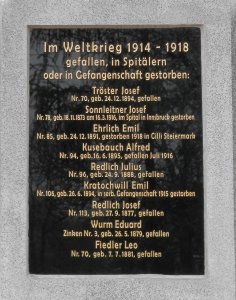 Im Weltkrieg 1914 - 1918
gefallen, in Spitälern
oder in Gefangenschaft gestorben:
Tröster Josef
Nr. 70, geb. 24. 12. 1894, gefallen
Sonnleitner Josef
Nr. 78, geb. 18. 11. 1873 am 16. 3. 1916, im Spital in Innsbruck gestorben
Ehrlich Emil
Nr. 85, geb. 24. 12. 1891, gestorben 1918 in Cilli Steiermark
Kusebauch Alfred
Nr. 94, geb. 16. 6. 1895, gefallen Juli 1916
Redlich Julius
Nr. 96, geb. 24. 9. 1888, gefallen
Kratochwill Emil
Nr. 106, geb. 26. 6. 1894, in serb. Gefangenschaft 1915 gestorben
Redlich Josef
Nr. 113, geb. 27. 9. 1877, gefallen
Wurm Eduard
Zinken Nr. 3, geb. 26. 5. 1879, gefallen
Fiedler Leo
Nr. 70, geb. 7. 7. 1881, gefallen